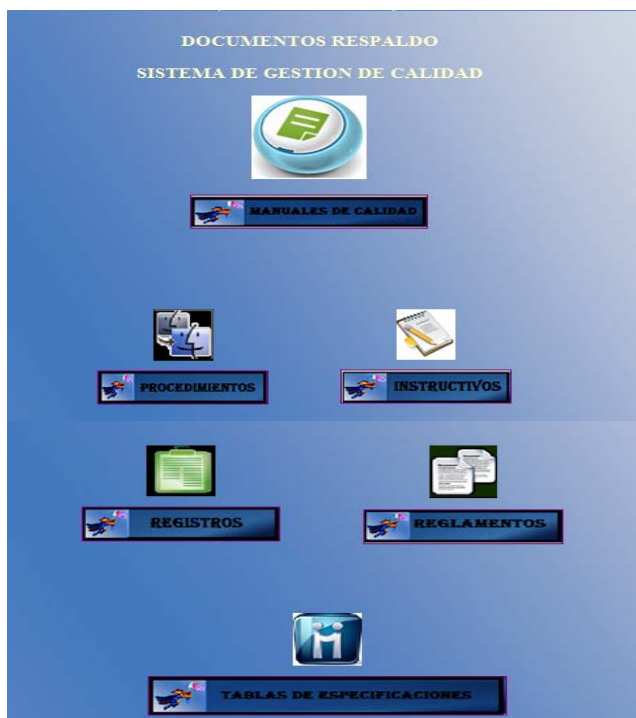 DOCUMENTOS RESPALDO
SISTEMA DE GESTION DE CALIDAD
MANUALES DE CALIDAD
PROCEDIMIENTOS
INSTRUCTIVOS
REGISTROS
REGLAMENTOS
TABLAS DE ESPECIFICACIONES